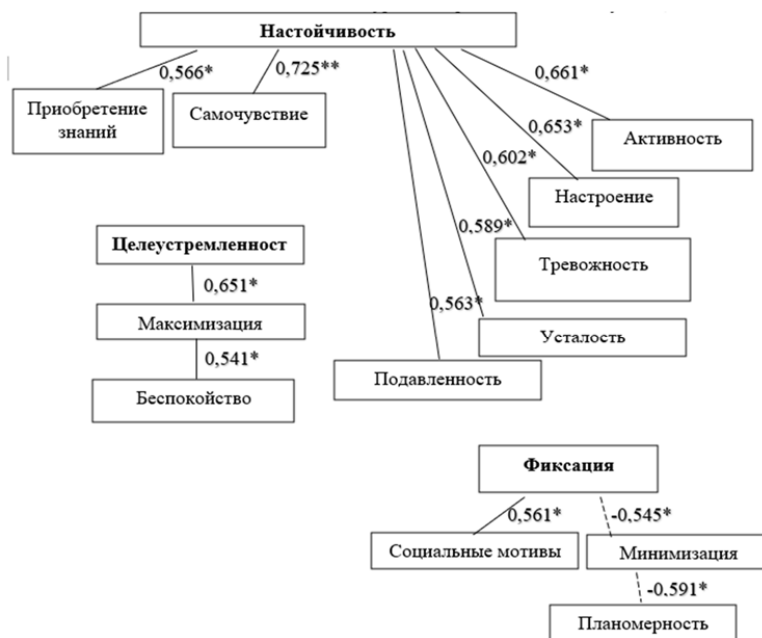 Настойчивость
0,566*
0,725**
0,661*
Приобретение
знаний
Самочувствие
0,653*
Активность
0,602*
Настроение
0,589*
Целеустремленност
Тревожность
0,651*
0,563*
Максимизация
Усталость
0,541*
Подавленность
Беспокойство
Фиксация
0,561*
-0,545*
Социальные мотивы
Минимизация
-0,591*
Планомерность